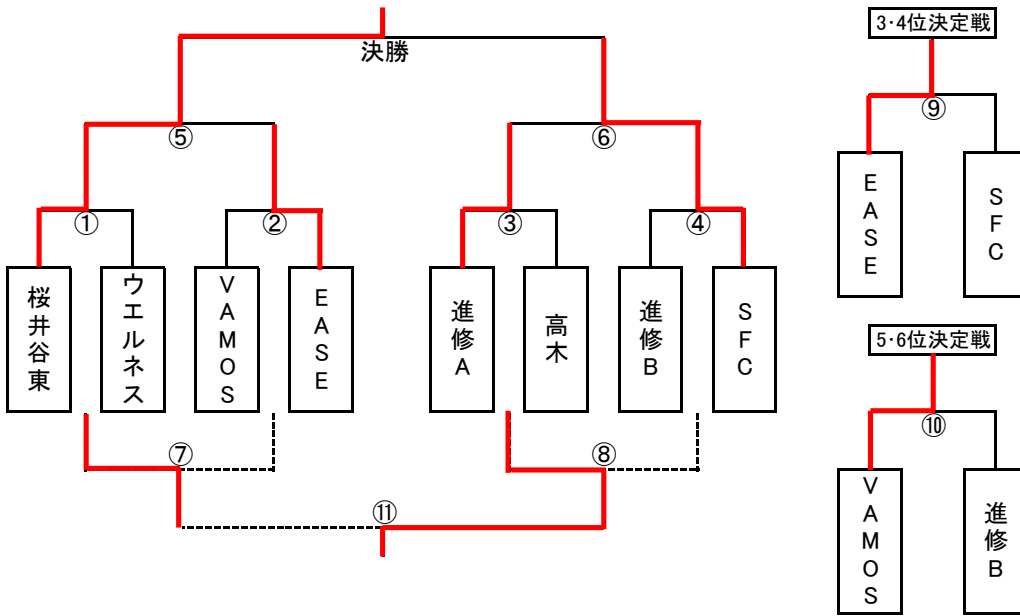 決勝
⑤
⑥
①
②
③
④
桜井谷東
ウエルネス
VAMOS
EASE
進修A
高木
進修B
SFC
⑦
⑧
⑪
3・4位決定戦
⑨
EASE
SFC
5・6位決定戦
⑩
VAMOS
進修B